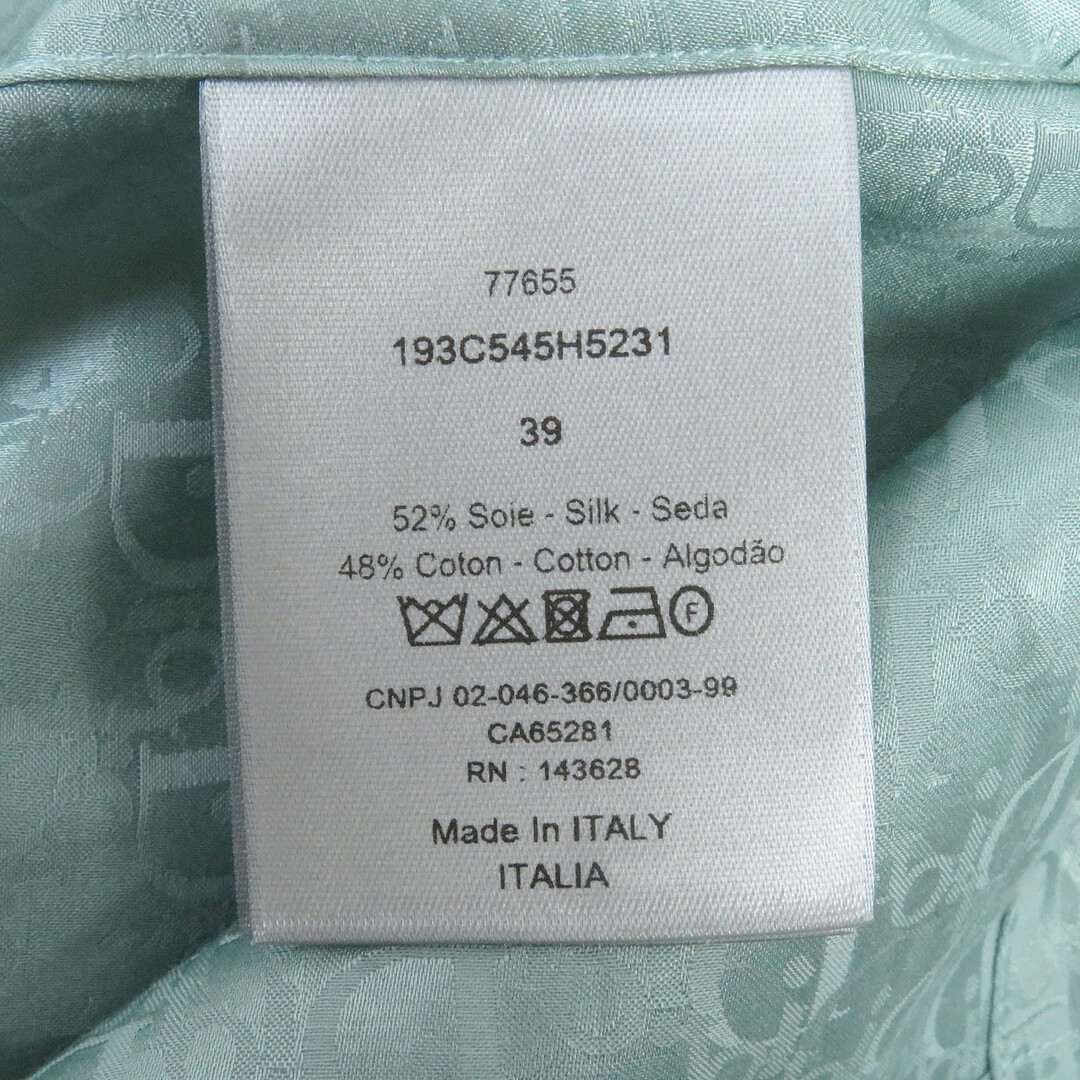 77655
193C545H5231
39
52% Soie - Silk - Seda
48% Coton - Cotton - Algodão
F
CNPJ 02-046-366/0003-99
CA65281
RN : 143628
Made In ITALY
ITALIA